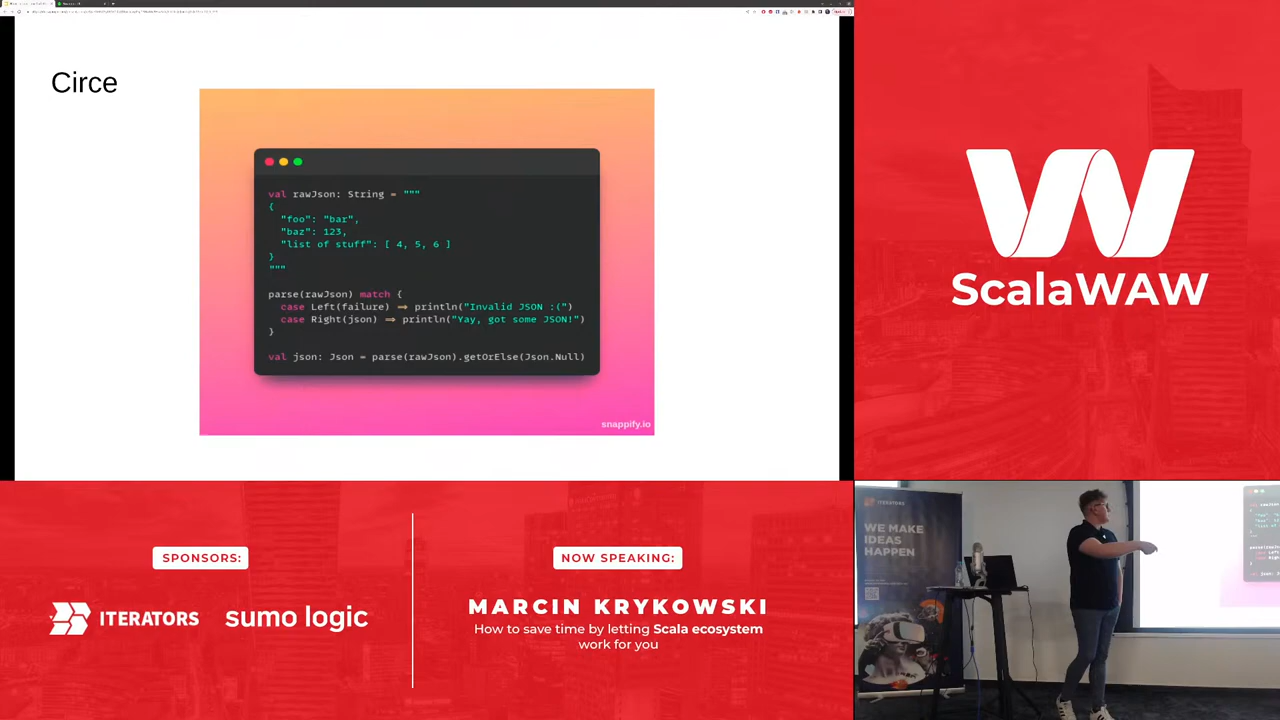 Circe
val rawJson: String = """
{
"foo": "bar",
"baz": 123,
"list of stuff": [ 4, 5, 6 ]
}
"""
parse(rawJson) match {
case Left(failure) ⇒ println("Invalid JSON :(")
case Right(json) ⇒ println("Yay, got some JSON!")
}
val json: Json = parse(rawJson).getOrElse(Json.Null)
snappify.io
ScalaWAW
SPONSORS:
ITERATORS
sumo logic
NOW SPEAKING:
MARCIN KRYKOWSKI
How to save time by letting Scala ecosystem
work for you
ITERATORS
WE MAKE
IDEAS
HAPPEN